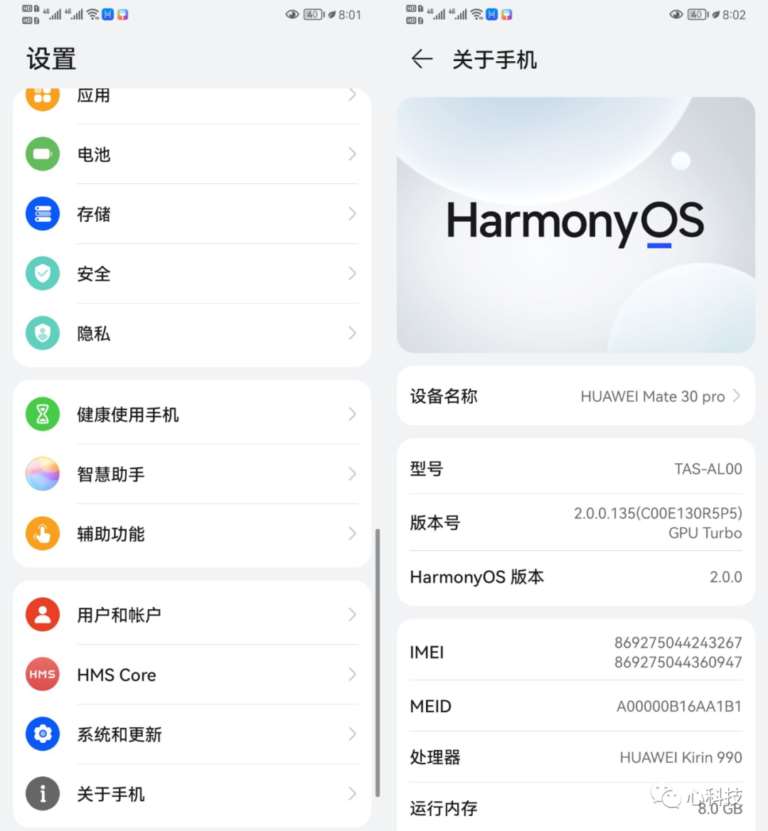 8:01
设置
应用
电池
存储
安全
隐私
健康使用手机
智慧助手
辅助功能
用户和帐户
HMS
HMS Core
系统和更新
关于手机
8:02
关于手机
HarmonyOS
设备名称 HUAWEI Mate 30 pro
型号 TAS-AL00
版本号 2.0.0.135(C00E130R5P5)
GPU Turbo
HarmonyOS 版本 2.0.0
IMEI 869275044243267
869275044360947
MEID A00000B16AA1B1
处理器 HUAWEI Kirin 990
运行内存 8.0 GB
心科技